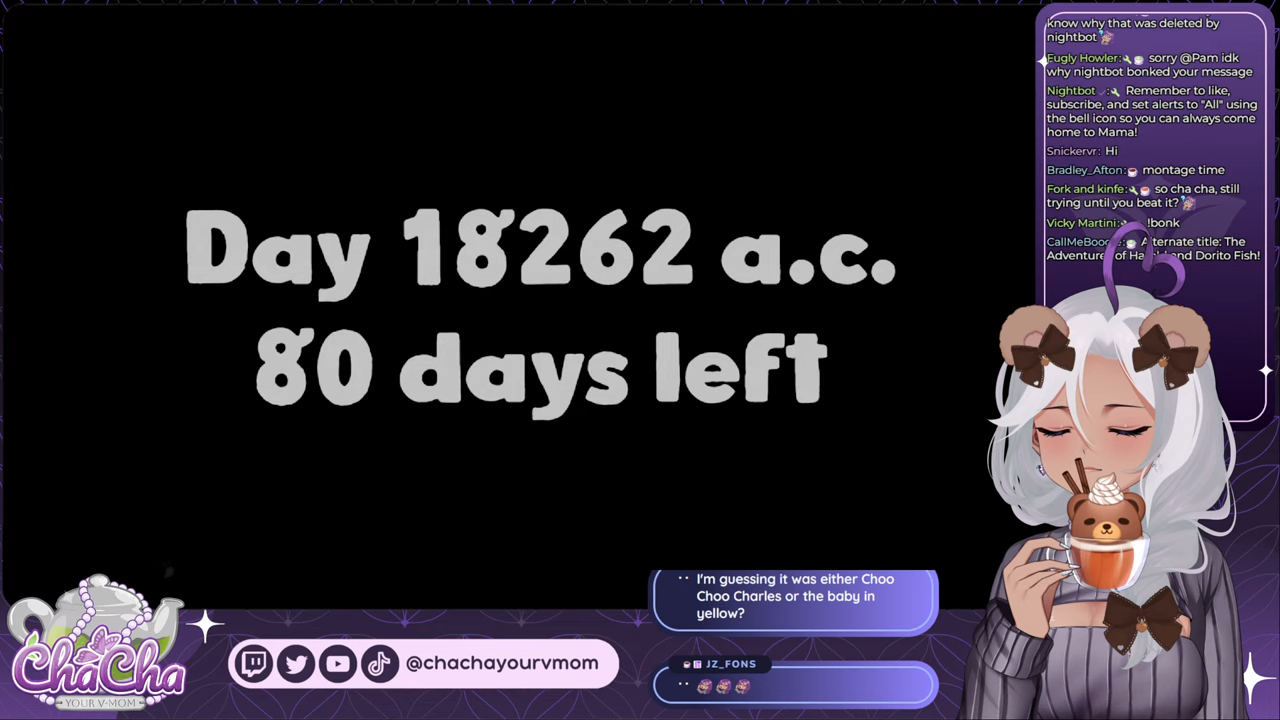 Day 18262 a.c.
80 days left
know why that was deleted by
nightbot
Fugly Howler: sorry @Pam idk
why nightbot bonked your message
Nightbot : Remember to like,
subscribe, and set alerts to "All" using
the bell icon so you can always come
home to Mama!
Snickervr: Hi
Bradley_Afton: montage time
Fork and kinfe: so cha cha, still
trying until you beat it?
Vicky Martini: !bonk
Alternate title: The
and Dorito Fish!
I'm guessing it was either Choo
Choo Charles or the baby in
yellow?
JZ_FONS
ChaCha
YOUR V-MOM
@chachayourvmom